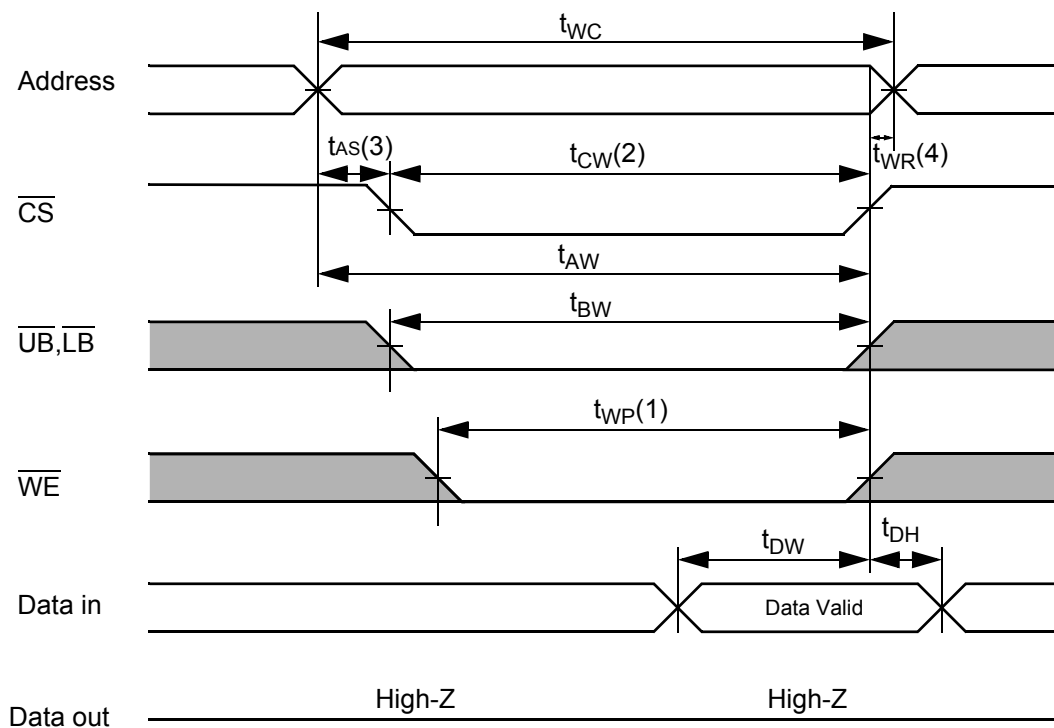 tWC
Address
tAS(3)
tCW(2)
tWR(4)
CS
tAW
tBW
UB,LB
tWP(1)
WE
tDW
tDH
Data in
Data Valid
High-Z
High-Z
Data out